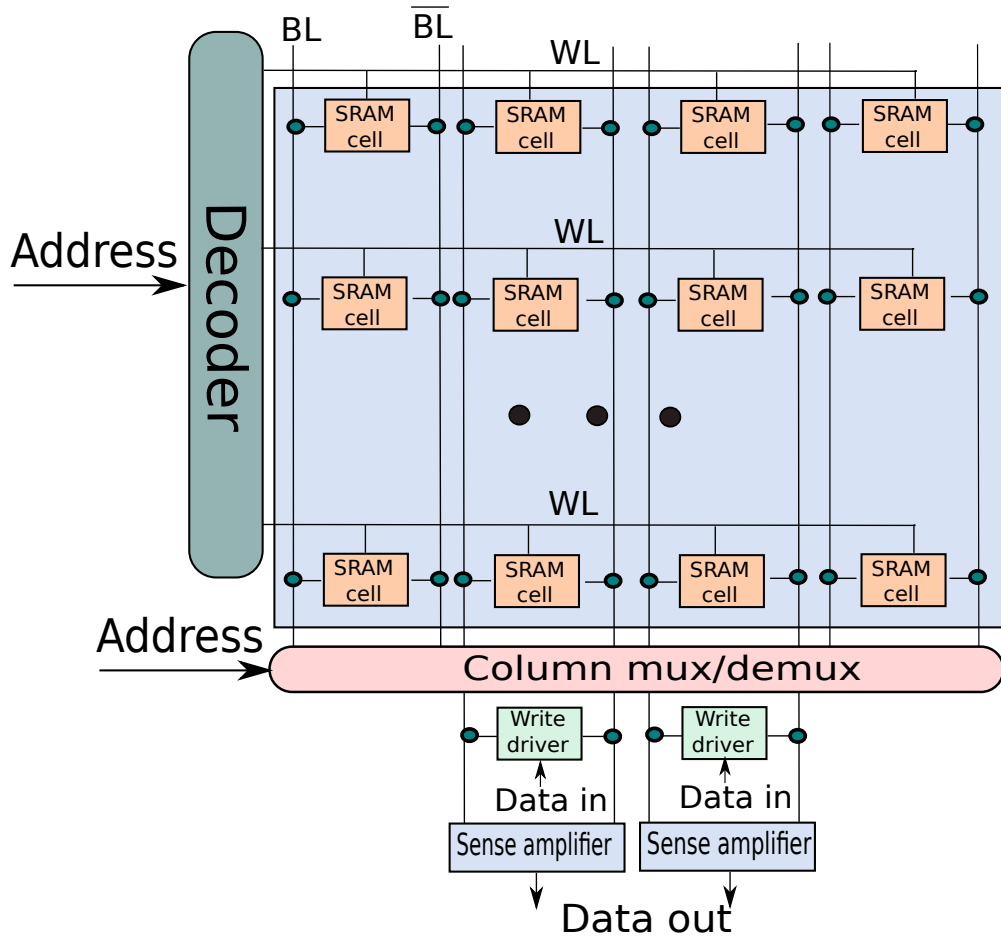 BL
B̅L̅
WL
SRAM
cell
SRAM
cell
SRAM
cell
SRAM
cell
Decoder
Address
WL
SRAM
cell
SRAM
cell
SRAM
cell
SRAM
cell
WL
SRAM
cell
SRAM
cell
SRAM
cell
SRAM
cell
Address
Column mux/demux
Write
driver
Write
driver
Data in
Data in
Sense amplifier
Sense amplifier
Data out